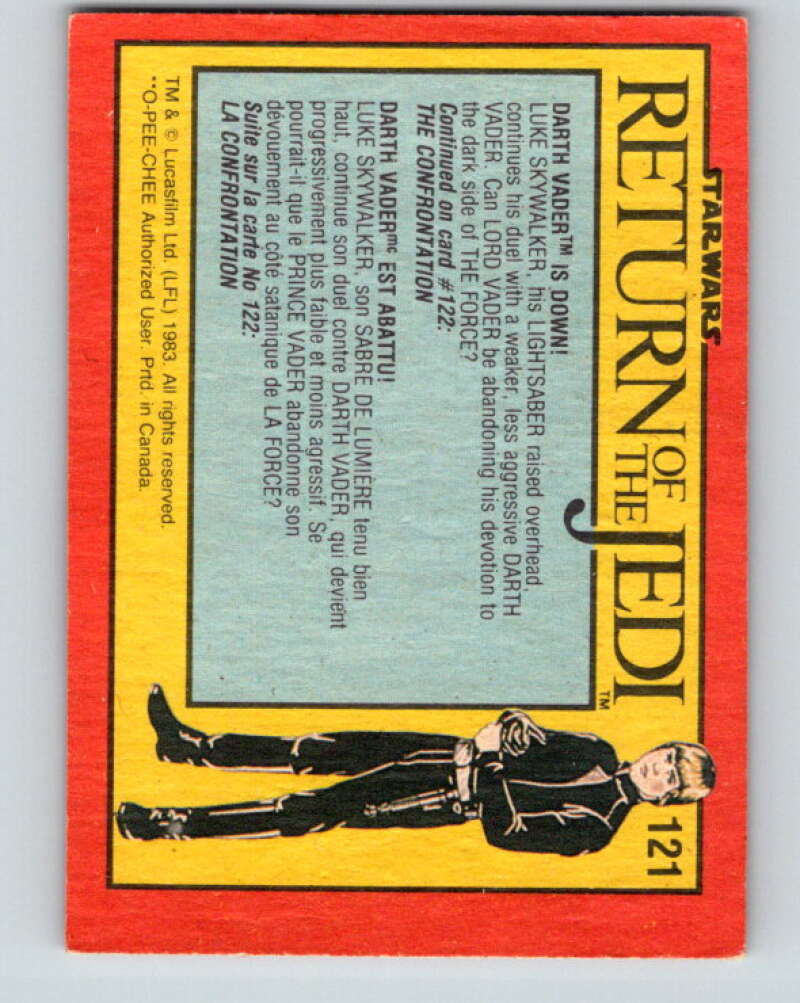 STAR WARS
RETURN OF THE JEDI™
121
DARTH VADER™ IS DOWN!
LUKE SKYWALKER, his LIGHTSABER raised overhead,
continues his duel with a weaker, less aggressive DARTH
VADER. Can LORD VADER be abandoning his devotion to
the dark side of THE FORCE?
Continued on card #122:
THE CONFRONTATION
DARTH VADERmc EST ABATTU!
LUKE SKYWALKER, son SABRE DE LUMIÈRE tenu bien
haut, continue son duel contre DARTH VADER, qui devient
progressivement plus faible et moins agressif. Se
pourrait-il que le PRINCE VADER abandonne son
dévouement au côté satanique de LA FORCE?
Suite sur la carte No 122:
LA CONFRONTATION
TM & © Lucasfilm Ltd. (LFL) 1983. All rights reserved.
**O-PEE-CHEE Authorized User. Prtd. in Canada.